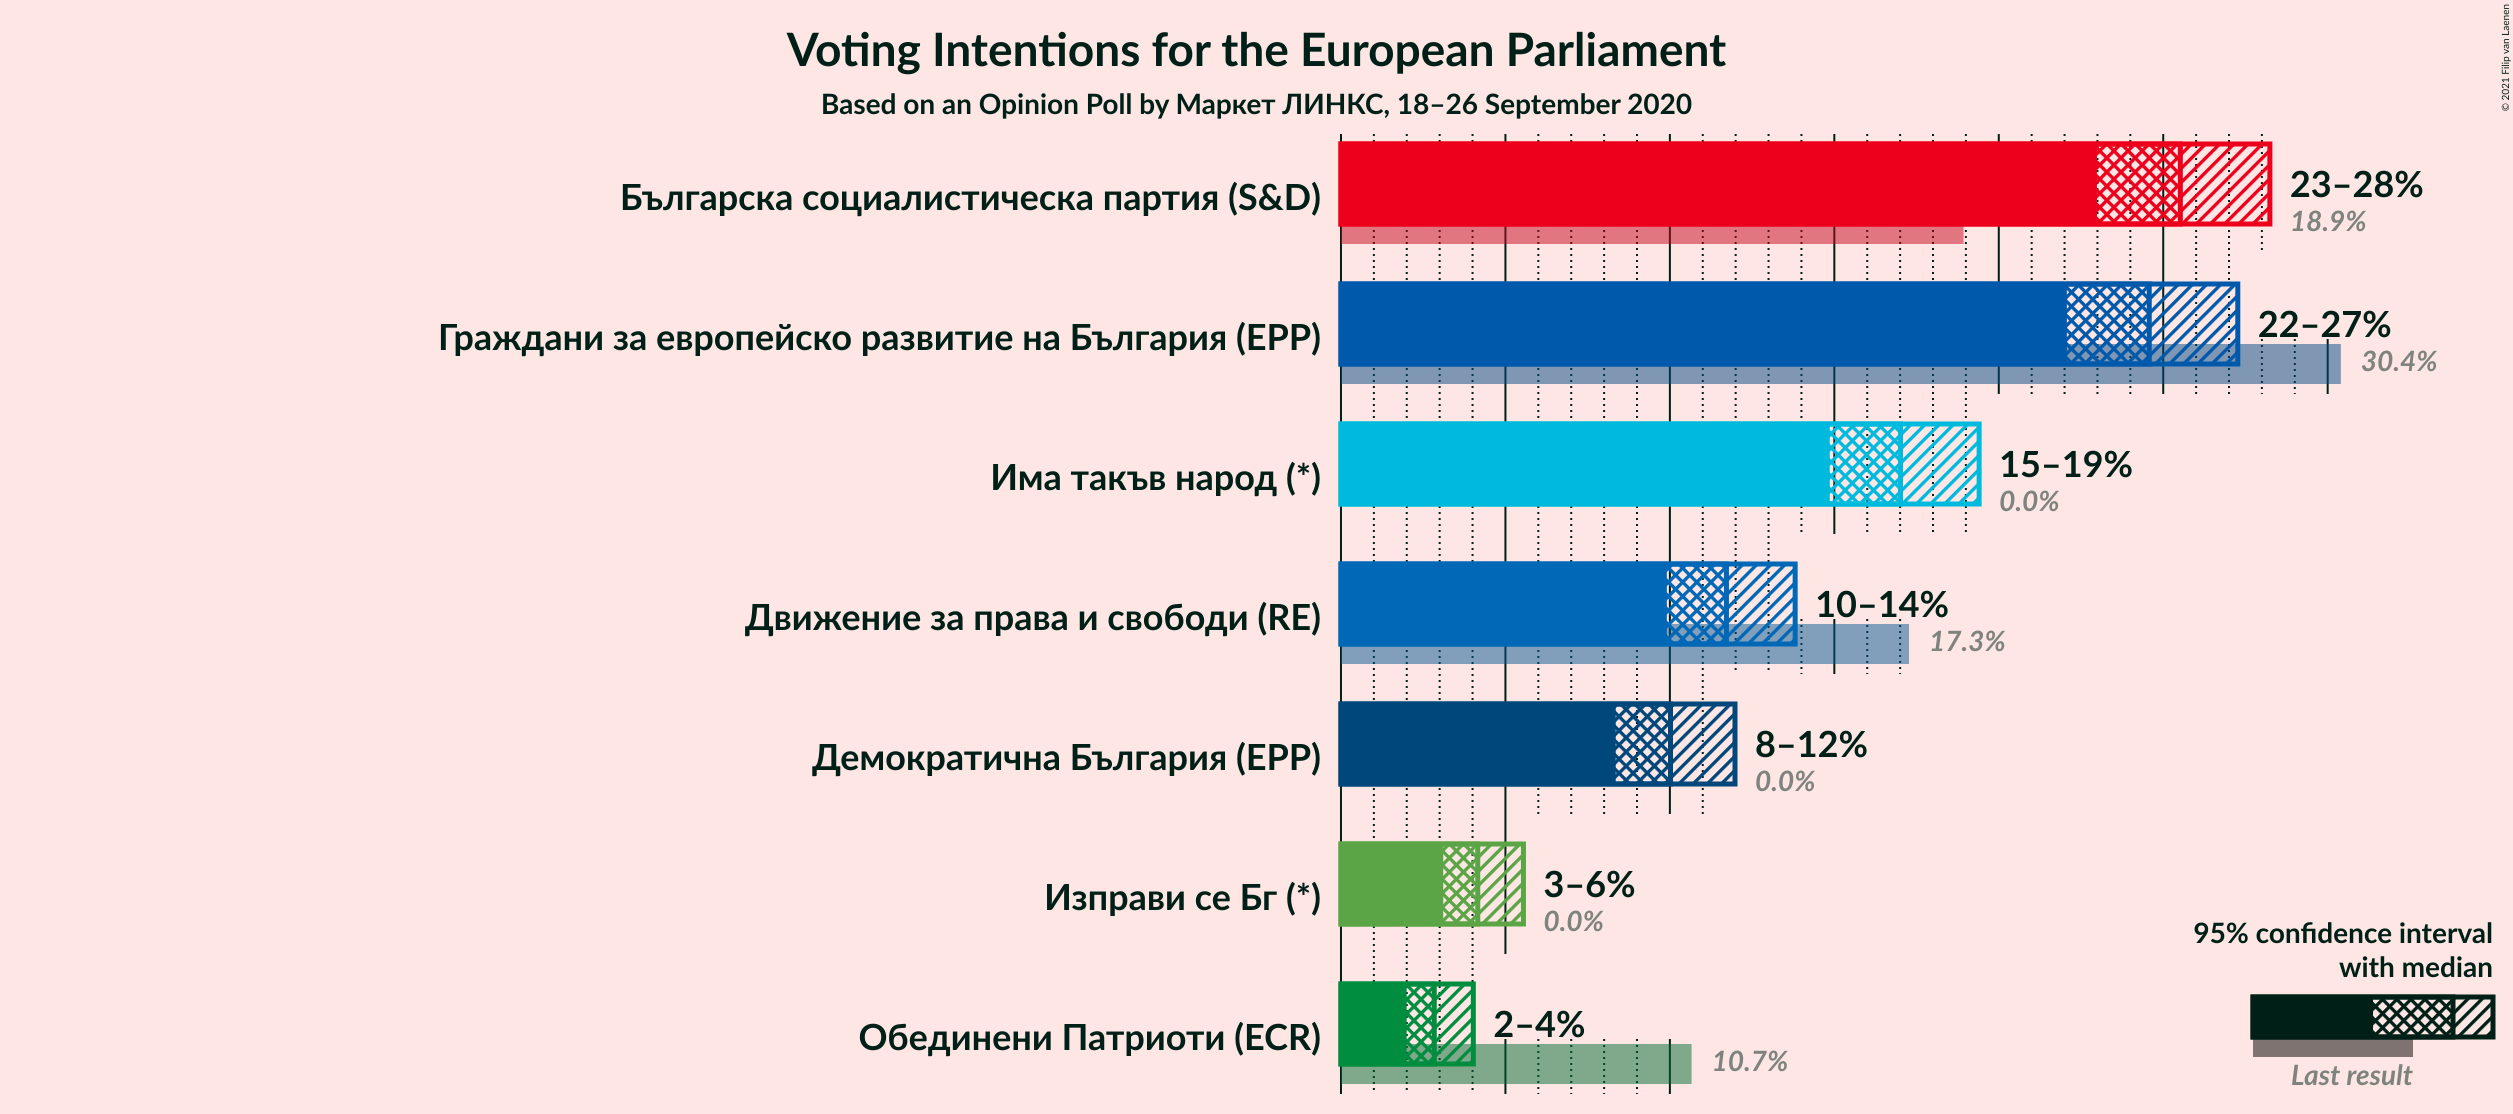 Voting Intentions for the European Parliament
Based on an Opinion Poll by Маркет ЛИНКС, 18–26 September 2020
© 2021 Filip van Laenen
Българска социалистическа партия (S&D)
23–28%
18.9%
Граждани за европейско развитие на България (EPP)
22–27%
30.4%
Има такъв народ (*)
15–19%
0.0%
Движение за права и свободи (RE)
10–14%
17.3%
Демократична България (EPP)
8–12%
0.0%
Изправи се Бг (*)
3–6%
0.0%
Обединени Патриоти (ECR)
2–4%
10.7%
95% confidence interval
with median
Last result